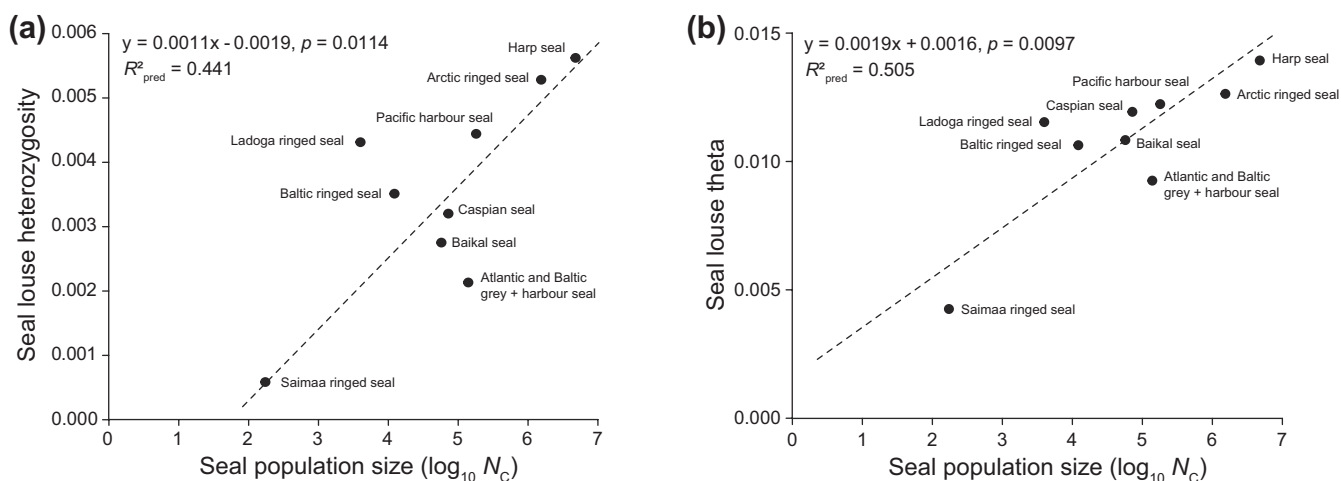 (a)
y = 0.0011x - 0.0019, p = 0.0114
R²pred = 0.441
Seal louse heterozygosity
0.006
0.005
0.004
0.003
0.002
0.001
0.000
Harp seal
Arctic ringed seal
Pacific harbour seal
Ladoga ringed seal
Baltic ringed seal
Caspian seal
Baikal seal
Atlantic and Baltic
grey + harbour seal
Saimaa ringed seal
0 1 2 3 4 5 6 7
Seal population size (log10 NC)
(b)
y = 0.0019x + 0.0016, p = 0.0097
R²pred = 0.505
Seal louse theta
0.015
0.010
0.005
0.000
Harp seal
Pacific harbour seal
Arctic ringed seal
Caspian seal
Ladoga ringed seal
Baltic ringed seal
Baikal seal
Atlantic and Baltic
grey + harbour seal
Saimaa ringed seal
0 1 2 3 4 5 6 7
Seal population size (log10 NC)